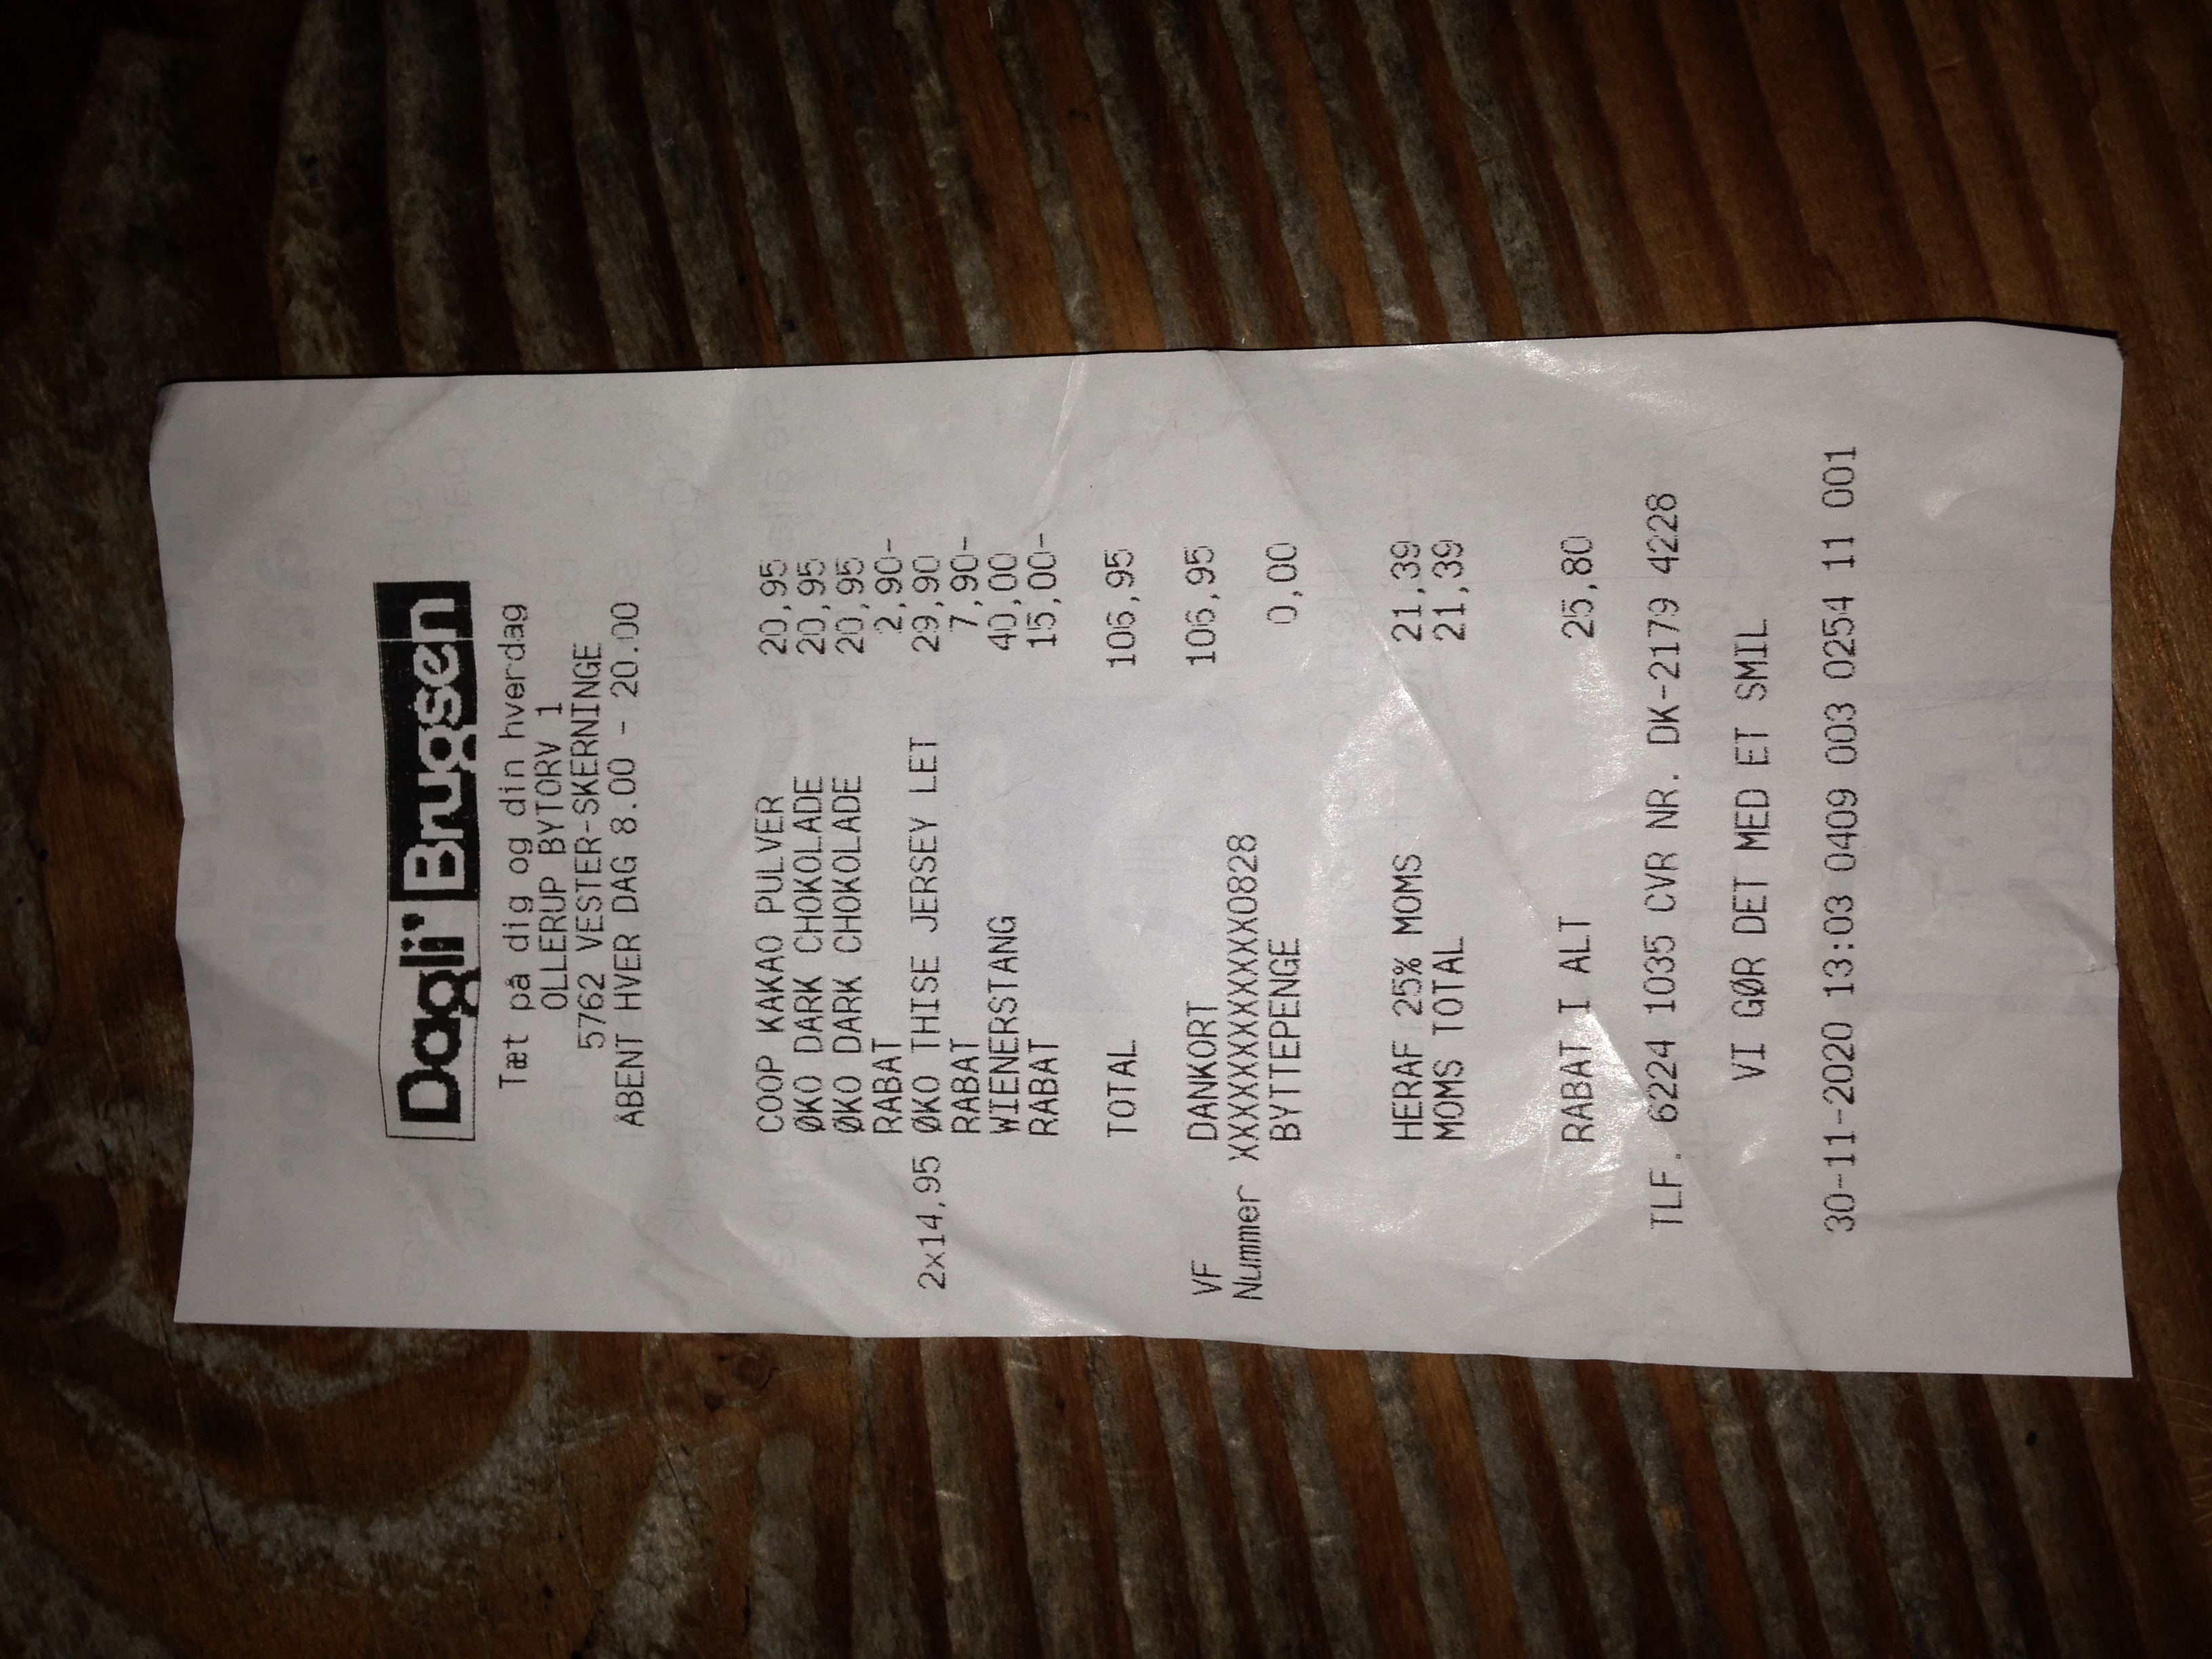 Dagli' Brugsen
Tæt på dig og din hverdag
OLLERUP BYTORV 1
5762 VESTER-SKERNINGE
ÅBENT HVER DAG 8.00 - 20.00
COOP KAKAO PULVER 20,95
ØKO DARK CHOKOLADE 20,95
ØKO DARK CHOKOLADE 20,95
RABAT 2,90-
2x14,95 ØKO THISE JERSEY LET 29,90
RABAT 7,90-
WIENERSTANG 40,00
RABAT 15,00-
TOTAL 106,95
VF DANKORT 106,95
Nummer XXXXXXXXXXXX0828
BYTTEPENGE 0,00
HERAF 25% MOMS 21,39
MOMS TOTAL 21,39
RABAT I ALT 25,80
TLF. 6224 1035 CVR NR. DK-2179 4228
VI GØR DET MED ET SMIL
30-11-2020 13:03 0409 003 0254 11 001